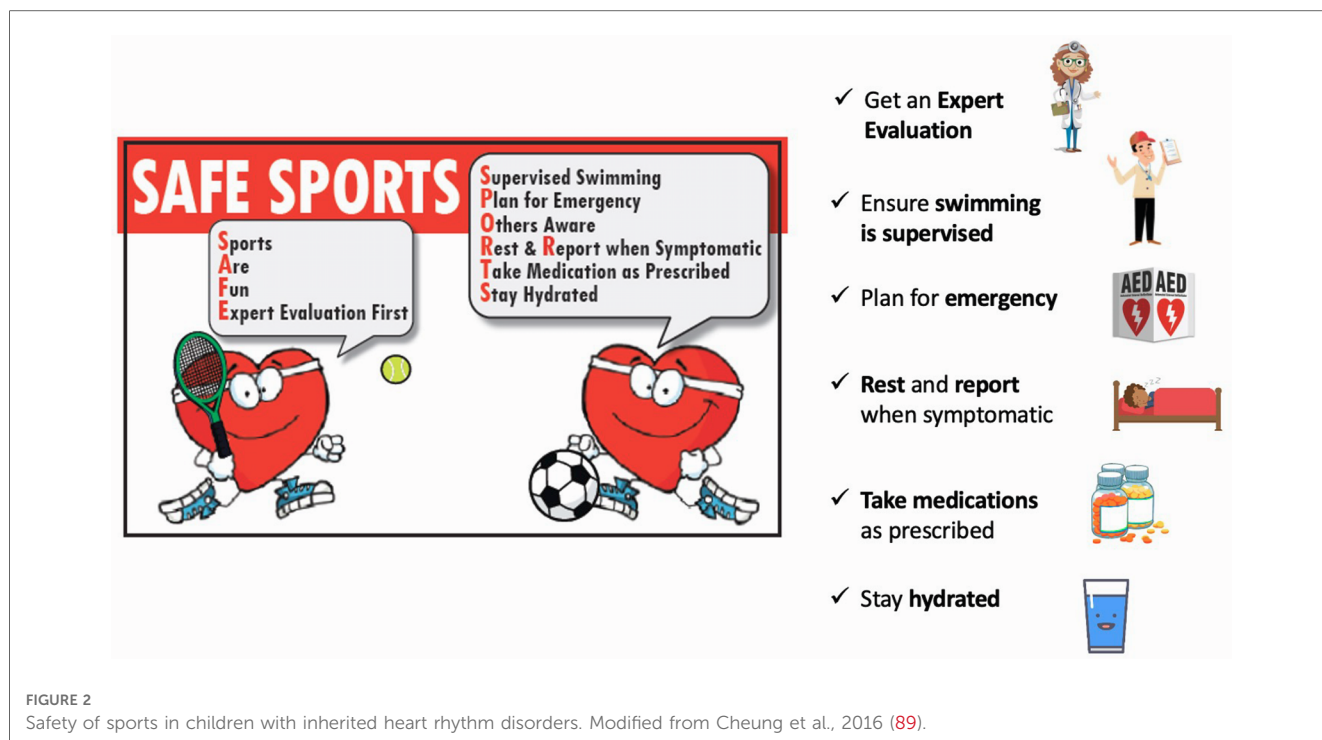 SAFE SPORTS
Sports
Are
Fun
Expert Evaluation First
Supervised Swimming
Plan for Emergency
Others Aware
Rest & Report when Symptomatic
Take Medication as Prescribed
Stay Hydrated
✓ Get an Expert
Evaluation
✓ Ensure swimming
is supervised
✓ Plan for emergency
AED AED
✓ Rest and report
when symptomatic
zZZ
✓ Take medications
as prescribed
✓ Stay hydrated
FIGURE 2
Safety of sports in children with inherited heart rhythm disorders. Modified from Cheung et al., 2016 (89).